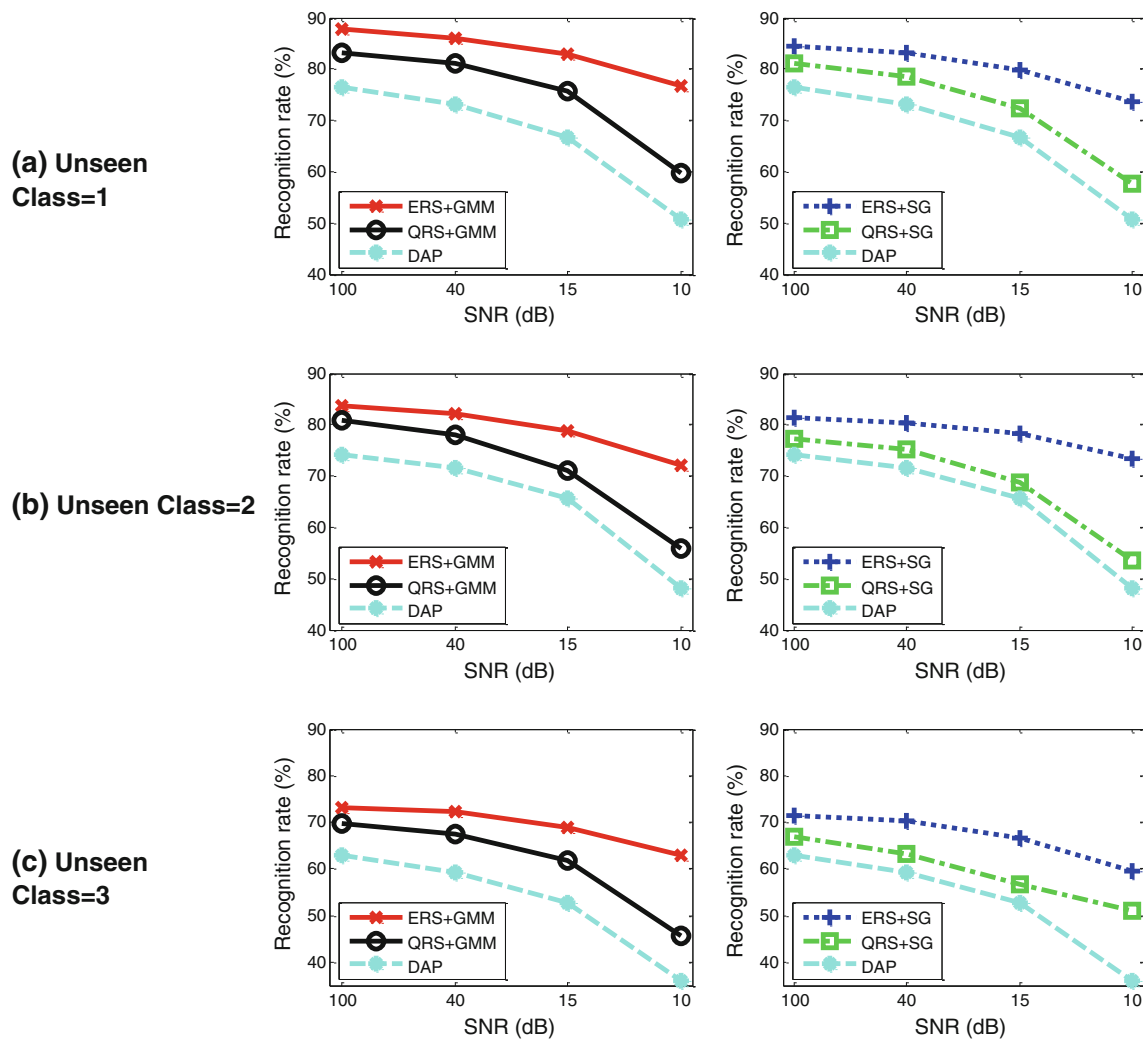 (a) Unseen
Class=1
Recognition rate (%)
90
80
70
60
50
40
ERS+GMM
QRS+GMM
DAP
100 40 15 10
SNR (dB)
Recognition rate (%)
90
80
70
60
50
40
ERS+SG
QRS+SG
DAP
100 40 15 10
SNR (dB)
(b) Unseen Class=2
Recognition rate (%)
90
80
70
60
50
40
ERS+GMM
QRS+GMM
DAP
100 40 15 10
SNR (dB)
Recognition rate (%)
90
80
70
60
50
40
ERS+SG
QRS+SG
DAP
100 40 15 10
SNR (dB)
(c) Unseen
Class=3
Recognition rate (%)
90
80
70
60
50
40
ERS+GMM
QRS+GMM
DAP
100 40 15 10
SNR (dB)
Recognition rate (%)
90
80
70
60
50
40
ERS+SG
QRS+SG
DAP
100 40 15 10
SNR (dB)